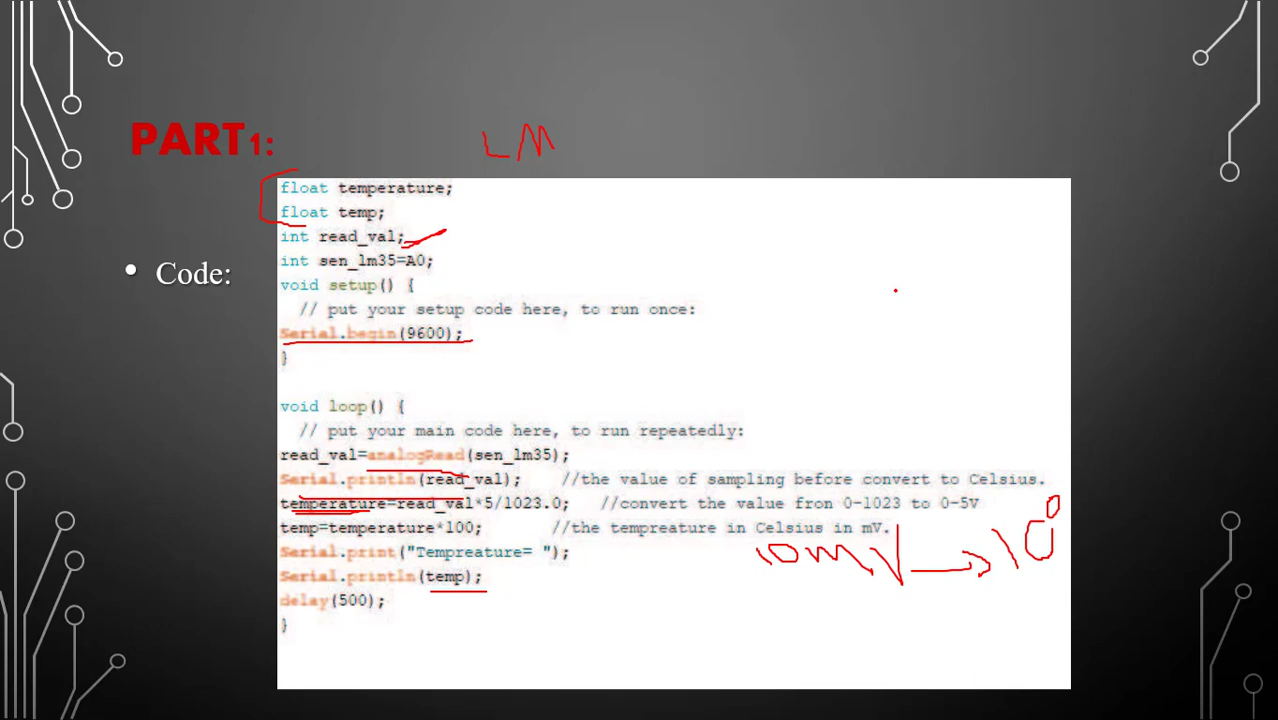 PART1:
LM
float temperature;
float temp;
int read_val;
• Code:
int sen_lm35=A0;
void setup() {
// put your setup code here, to run once:
Serial.begin(9600);
}
void loop() {
// put your main code here, to run repeatedly:
read_val=analogRead(sen_lm35);
Serial.println(read_val); //the value of sampling before convert to Celsius.
temperature=read_val*5/1023.0; //convert the value fron 0-1023 to 0-5V
temp=temperature*100; //the tempreature in Celsius in mV.
Serial.print("Tempreature= ");
10mV → 1C°
Serial.println(temp);
delay(500);
}